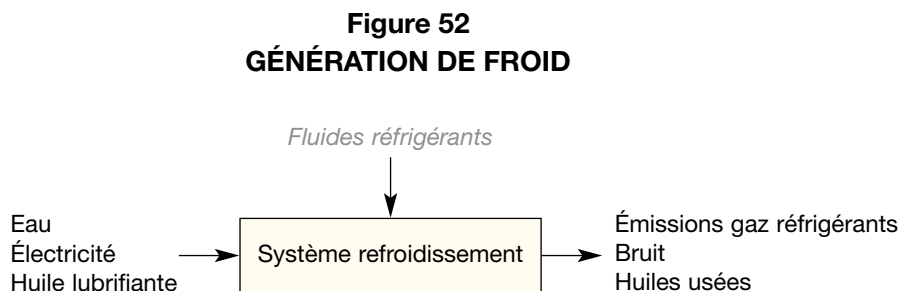 Figure 52
GÉNÉRATION DE FROID
Fluides réfrigérants
Eau
Électricité
Huile lubrifiante
Système refroidissement
Émissions gaz réfrigérants
Bruit
Huiles usées